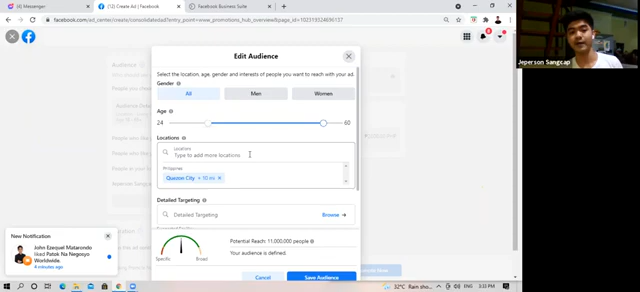 Messenger
(12) Create Ad | Facebook
Facebook Business Suite
facebook.com/ad_center/create/consolidatedad?entry_point=www_promotions_hub_overview&page_id=
Jeperson Sangcap
Edit Audience
Select the location, age, gender and interests of people you want to reach with your ad.
Gender
All
Men
Women
Age
24
60
Locations
Locations
Type to add more locations
Philippines
Quezon City + 10 mi
Detailed Targeting
Detailed Targeting
Browse
Specific
Broad
Potential Reach: 11,000,000 people
Your audience is defined.
Cancel
Save Audience
New Notification
John Ezequel Matarondo
liked Patok Na Negosyo
Worldwide.
4 minutes ago
32°C
Rain sho...
3:33 PM